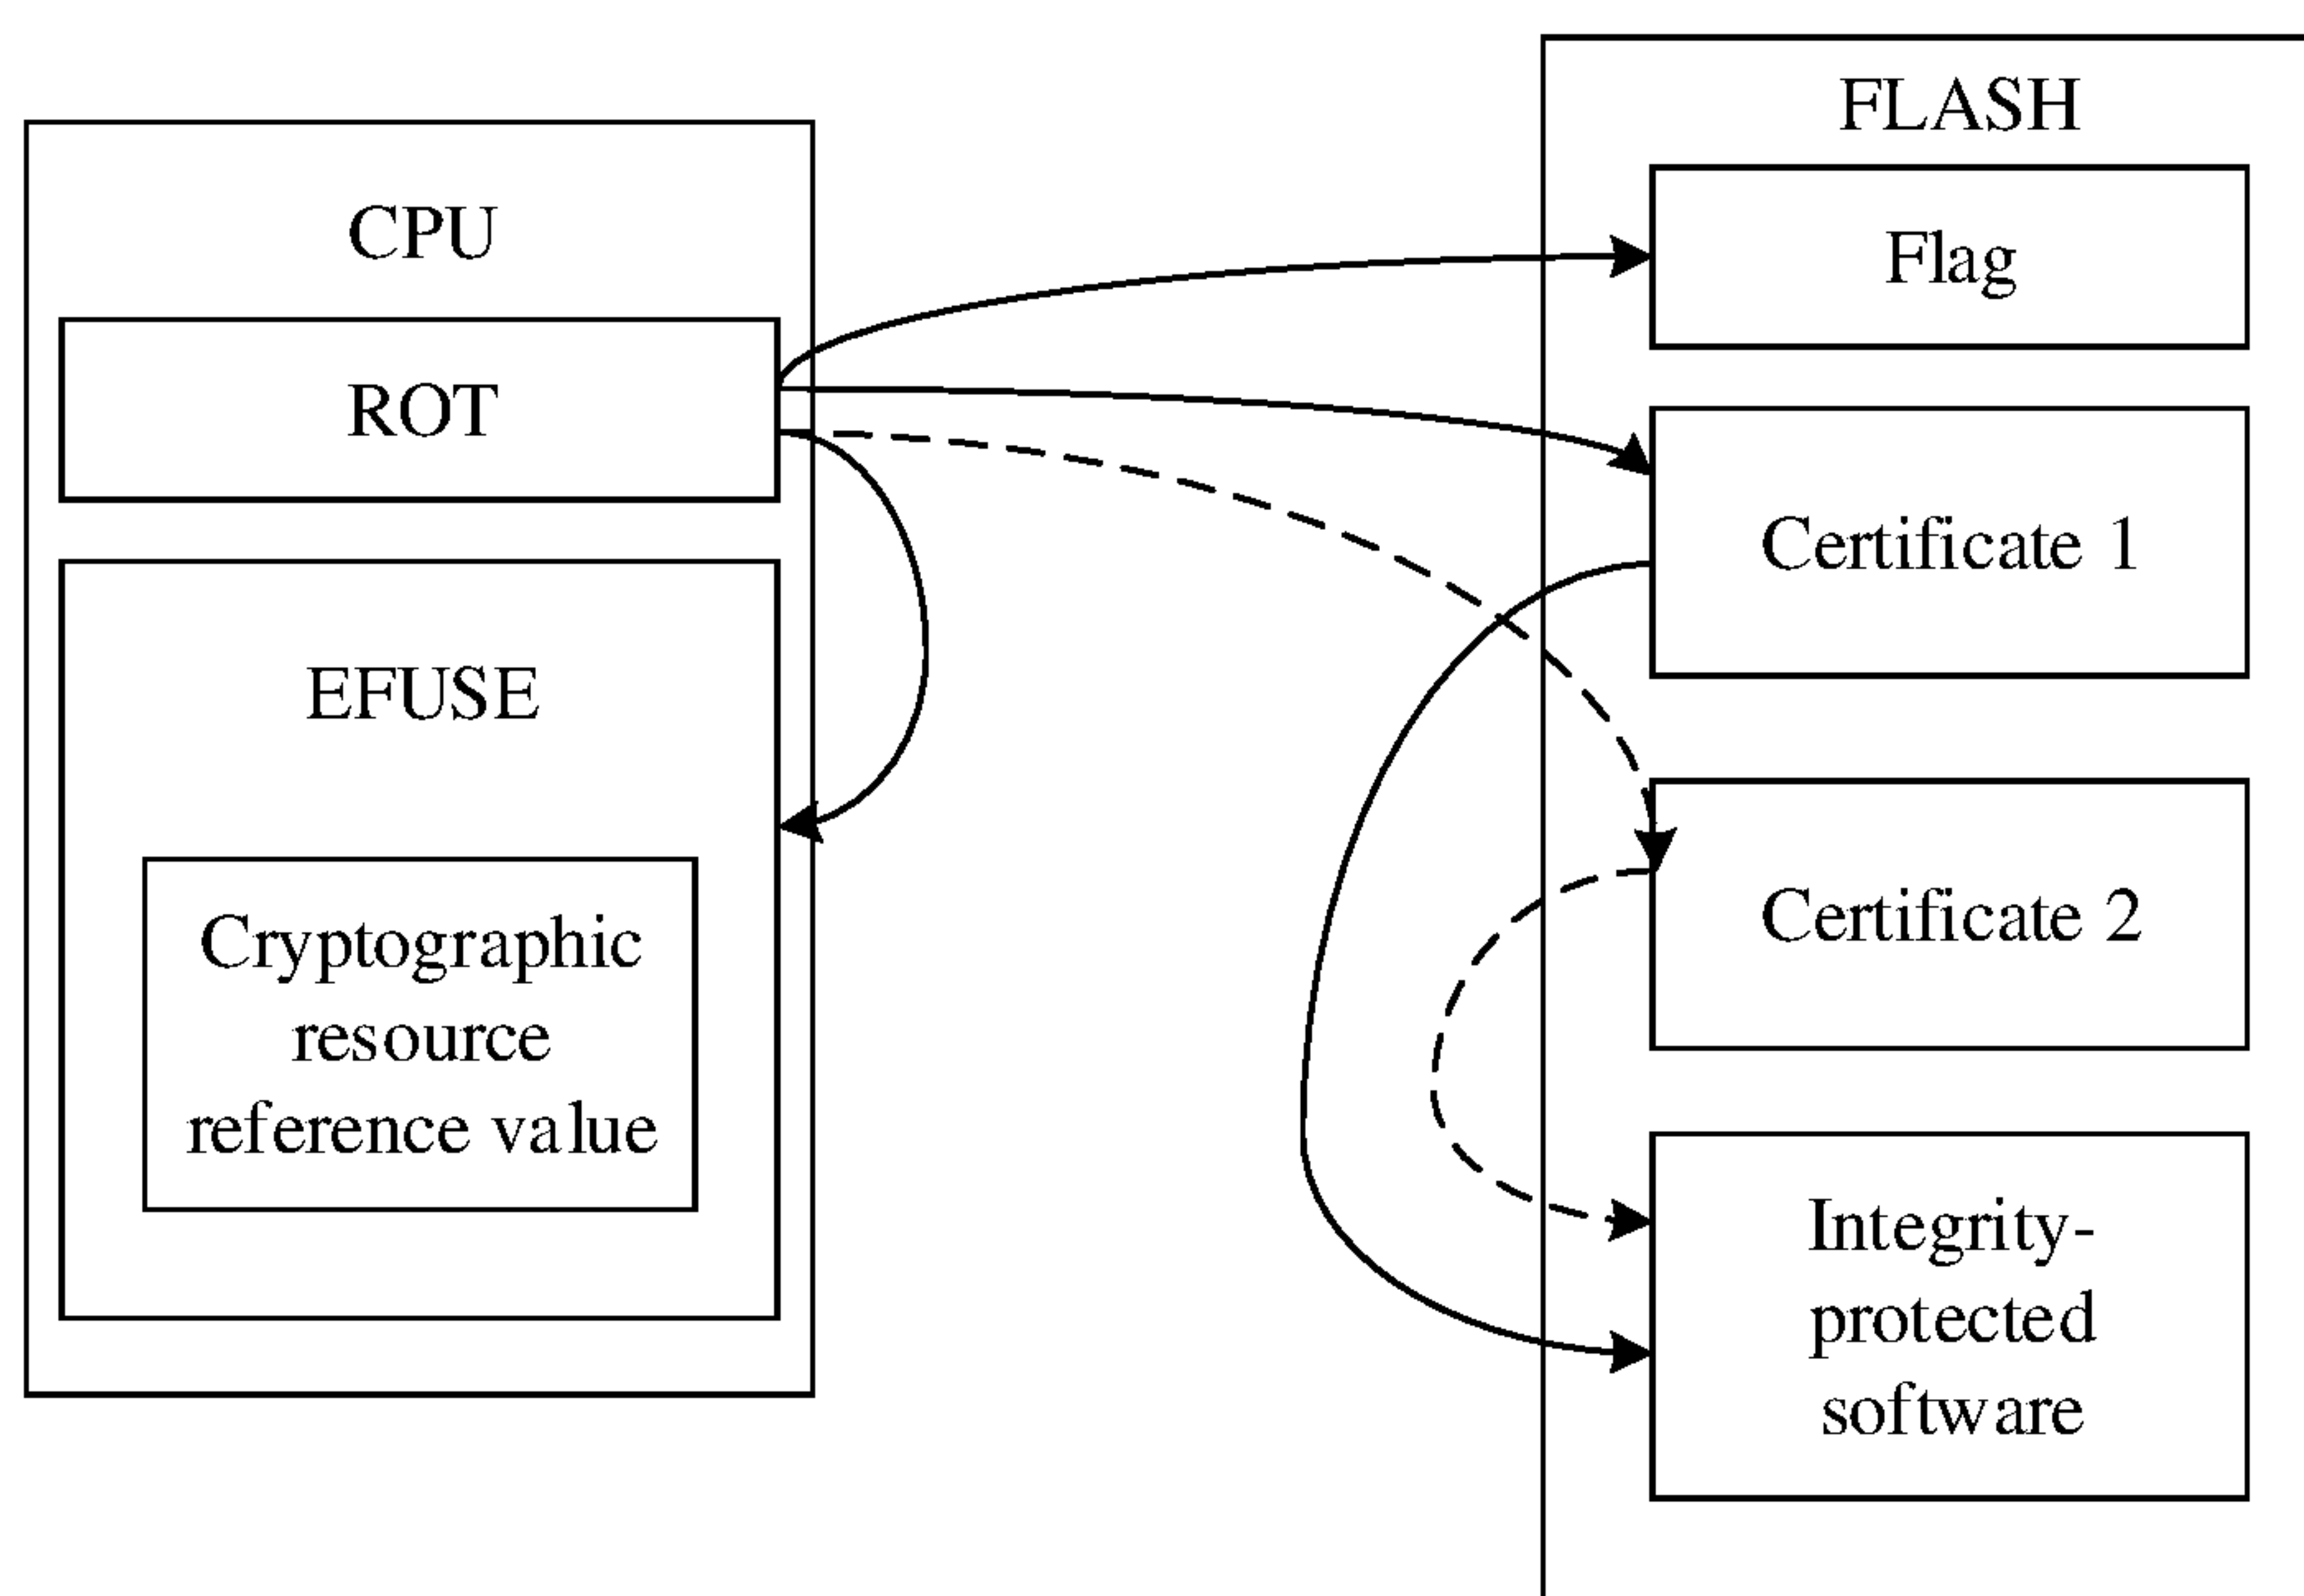 CPU
ROT
EFUSE
Cryptographic
resource
reference value
FLASH
Flag
Certificate 1
Certificate 2
Integrity-
protected
software